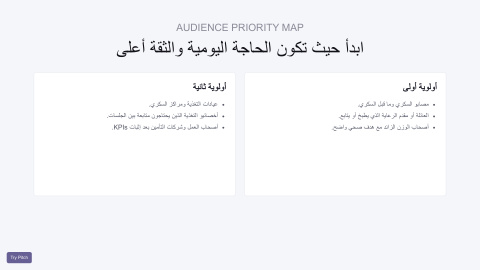 AUDIENCE PRIORITY MAP
ابدأ حيث تكون الحاجة اليومية والثقة أعلى
أولوية أولى
• مصابو السكري وما قبل السكري.
• العائلة أو مقدم الرعاية الذي يطبخ أو يتابع.
• أصحاب الوزن الزائد مع هدف صحي واضح.
أولوية ثانية
• عيادات التغذية ومراكز السكري.
• أخصائيو التغذية الذين يحتاجون متابعة بين الجلسات.
• أصحاب العمل وشركات التأمين بعد إثبات KPIs.
Try Pitch